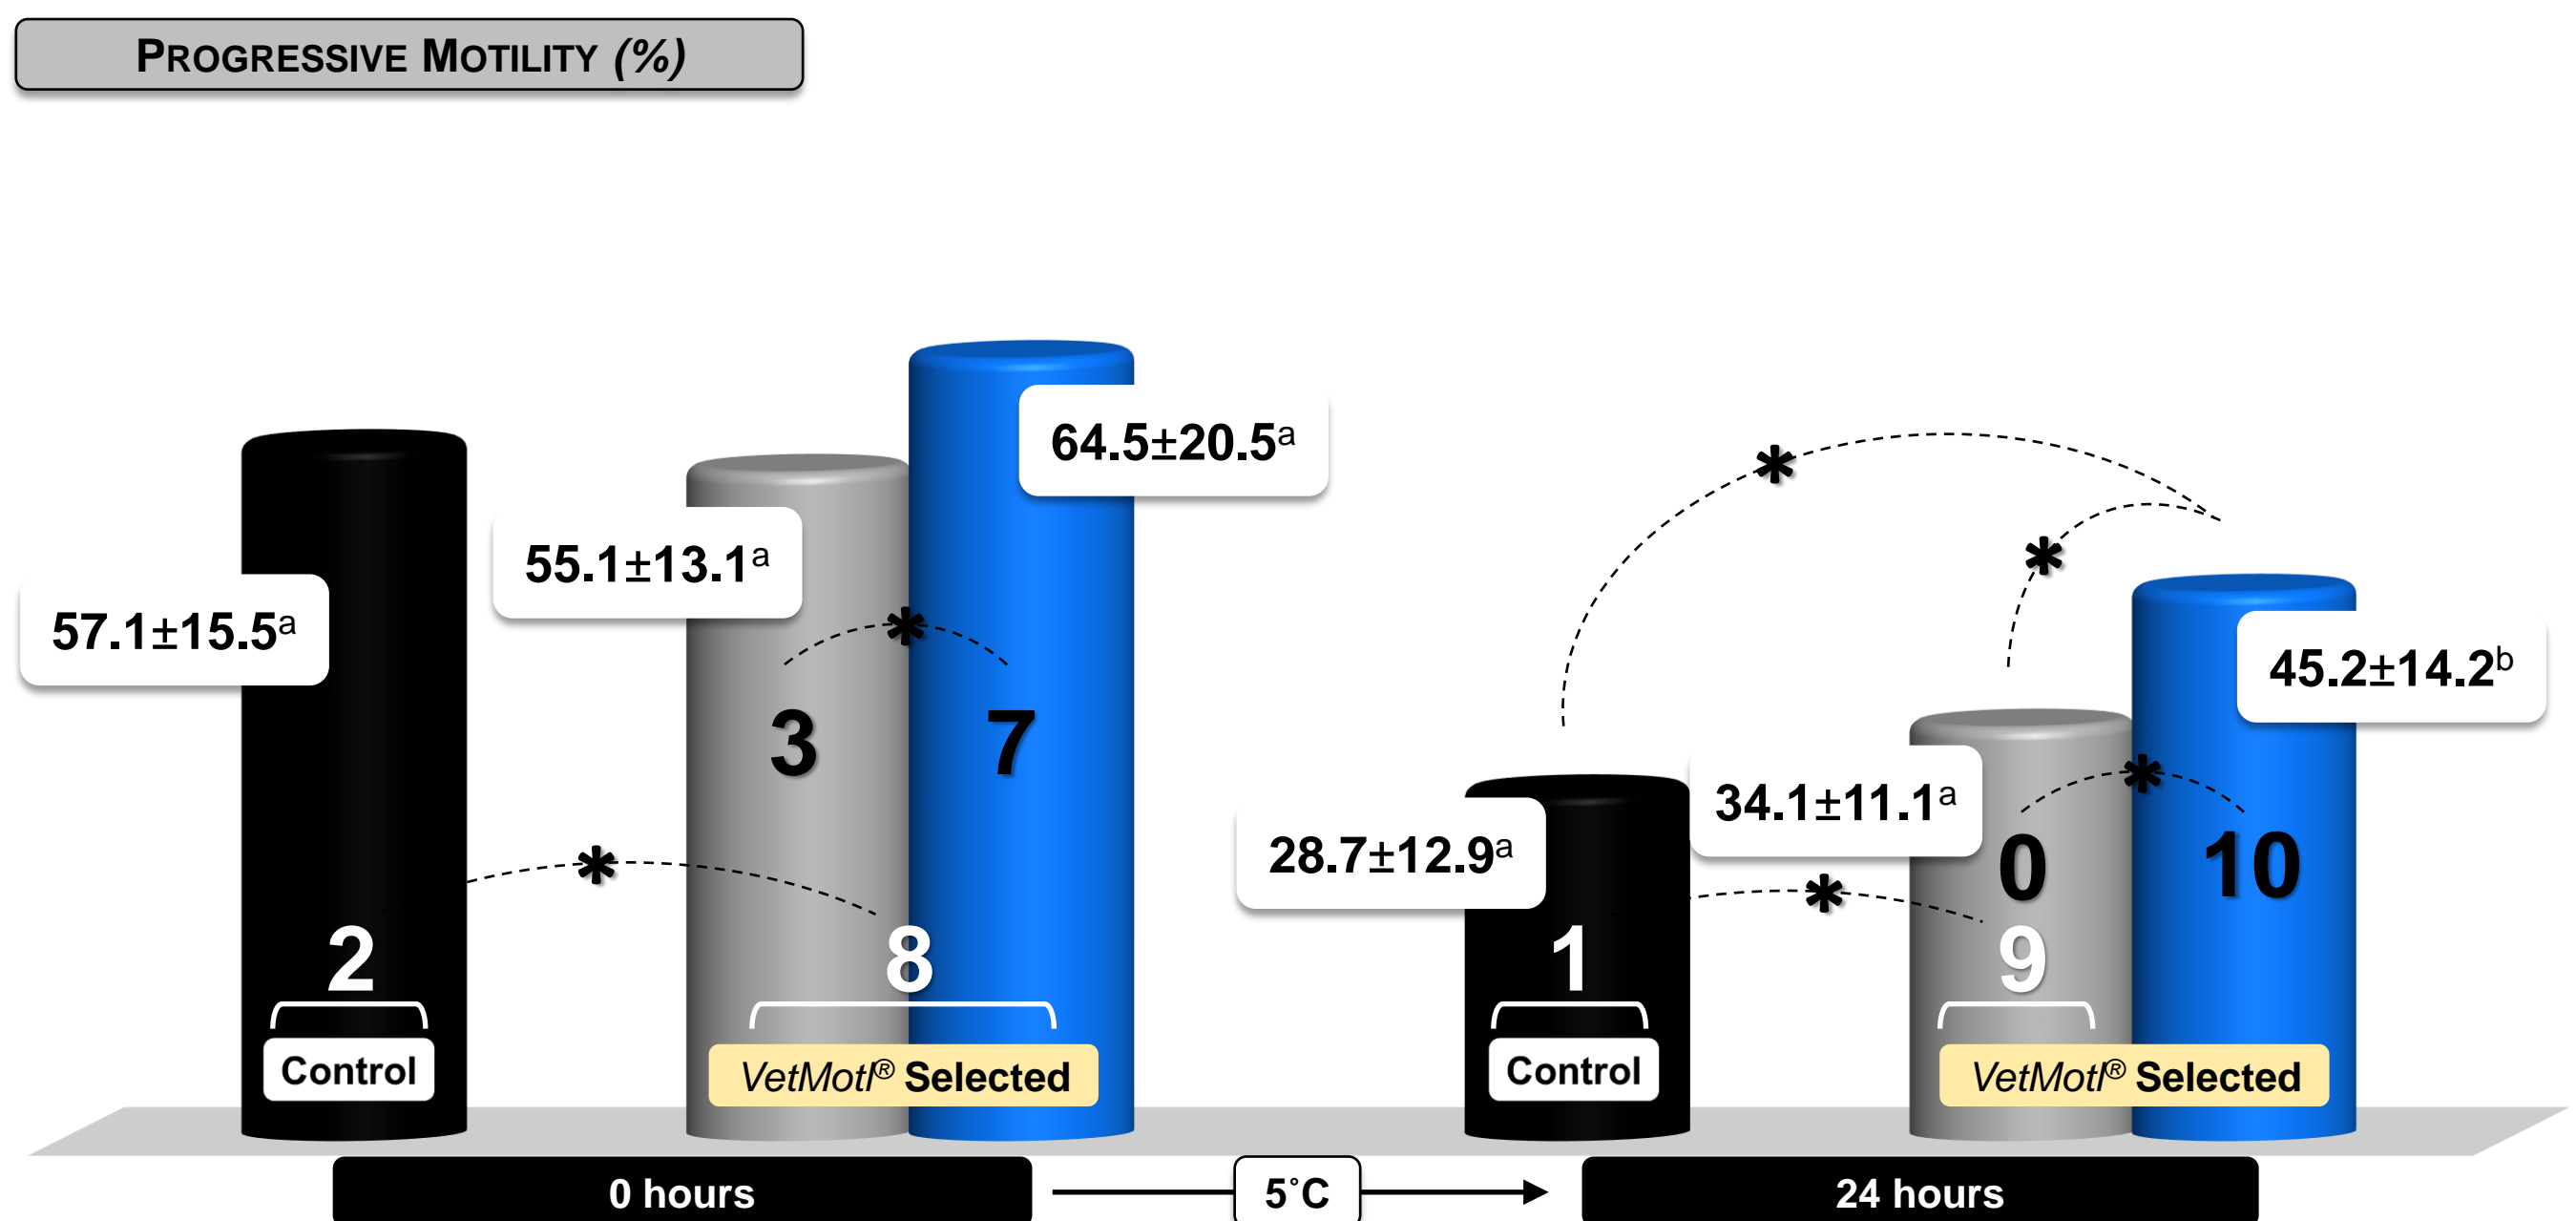 PROGRESSIVE MOTILITY (%)
64.5±20.5a
55.1±13.1a
57.1±15.5a
45.2±14.2b
34.1±11.1a
28.7±12.9a
*
*
*
*
*
*
3 7
0 10
2 8
1 9
Control
VetMotl® Selected
Control
VetMotl® Selected
0 hours
5˚C
24 hours